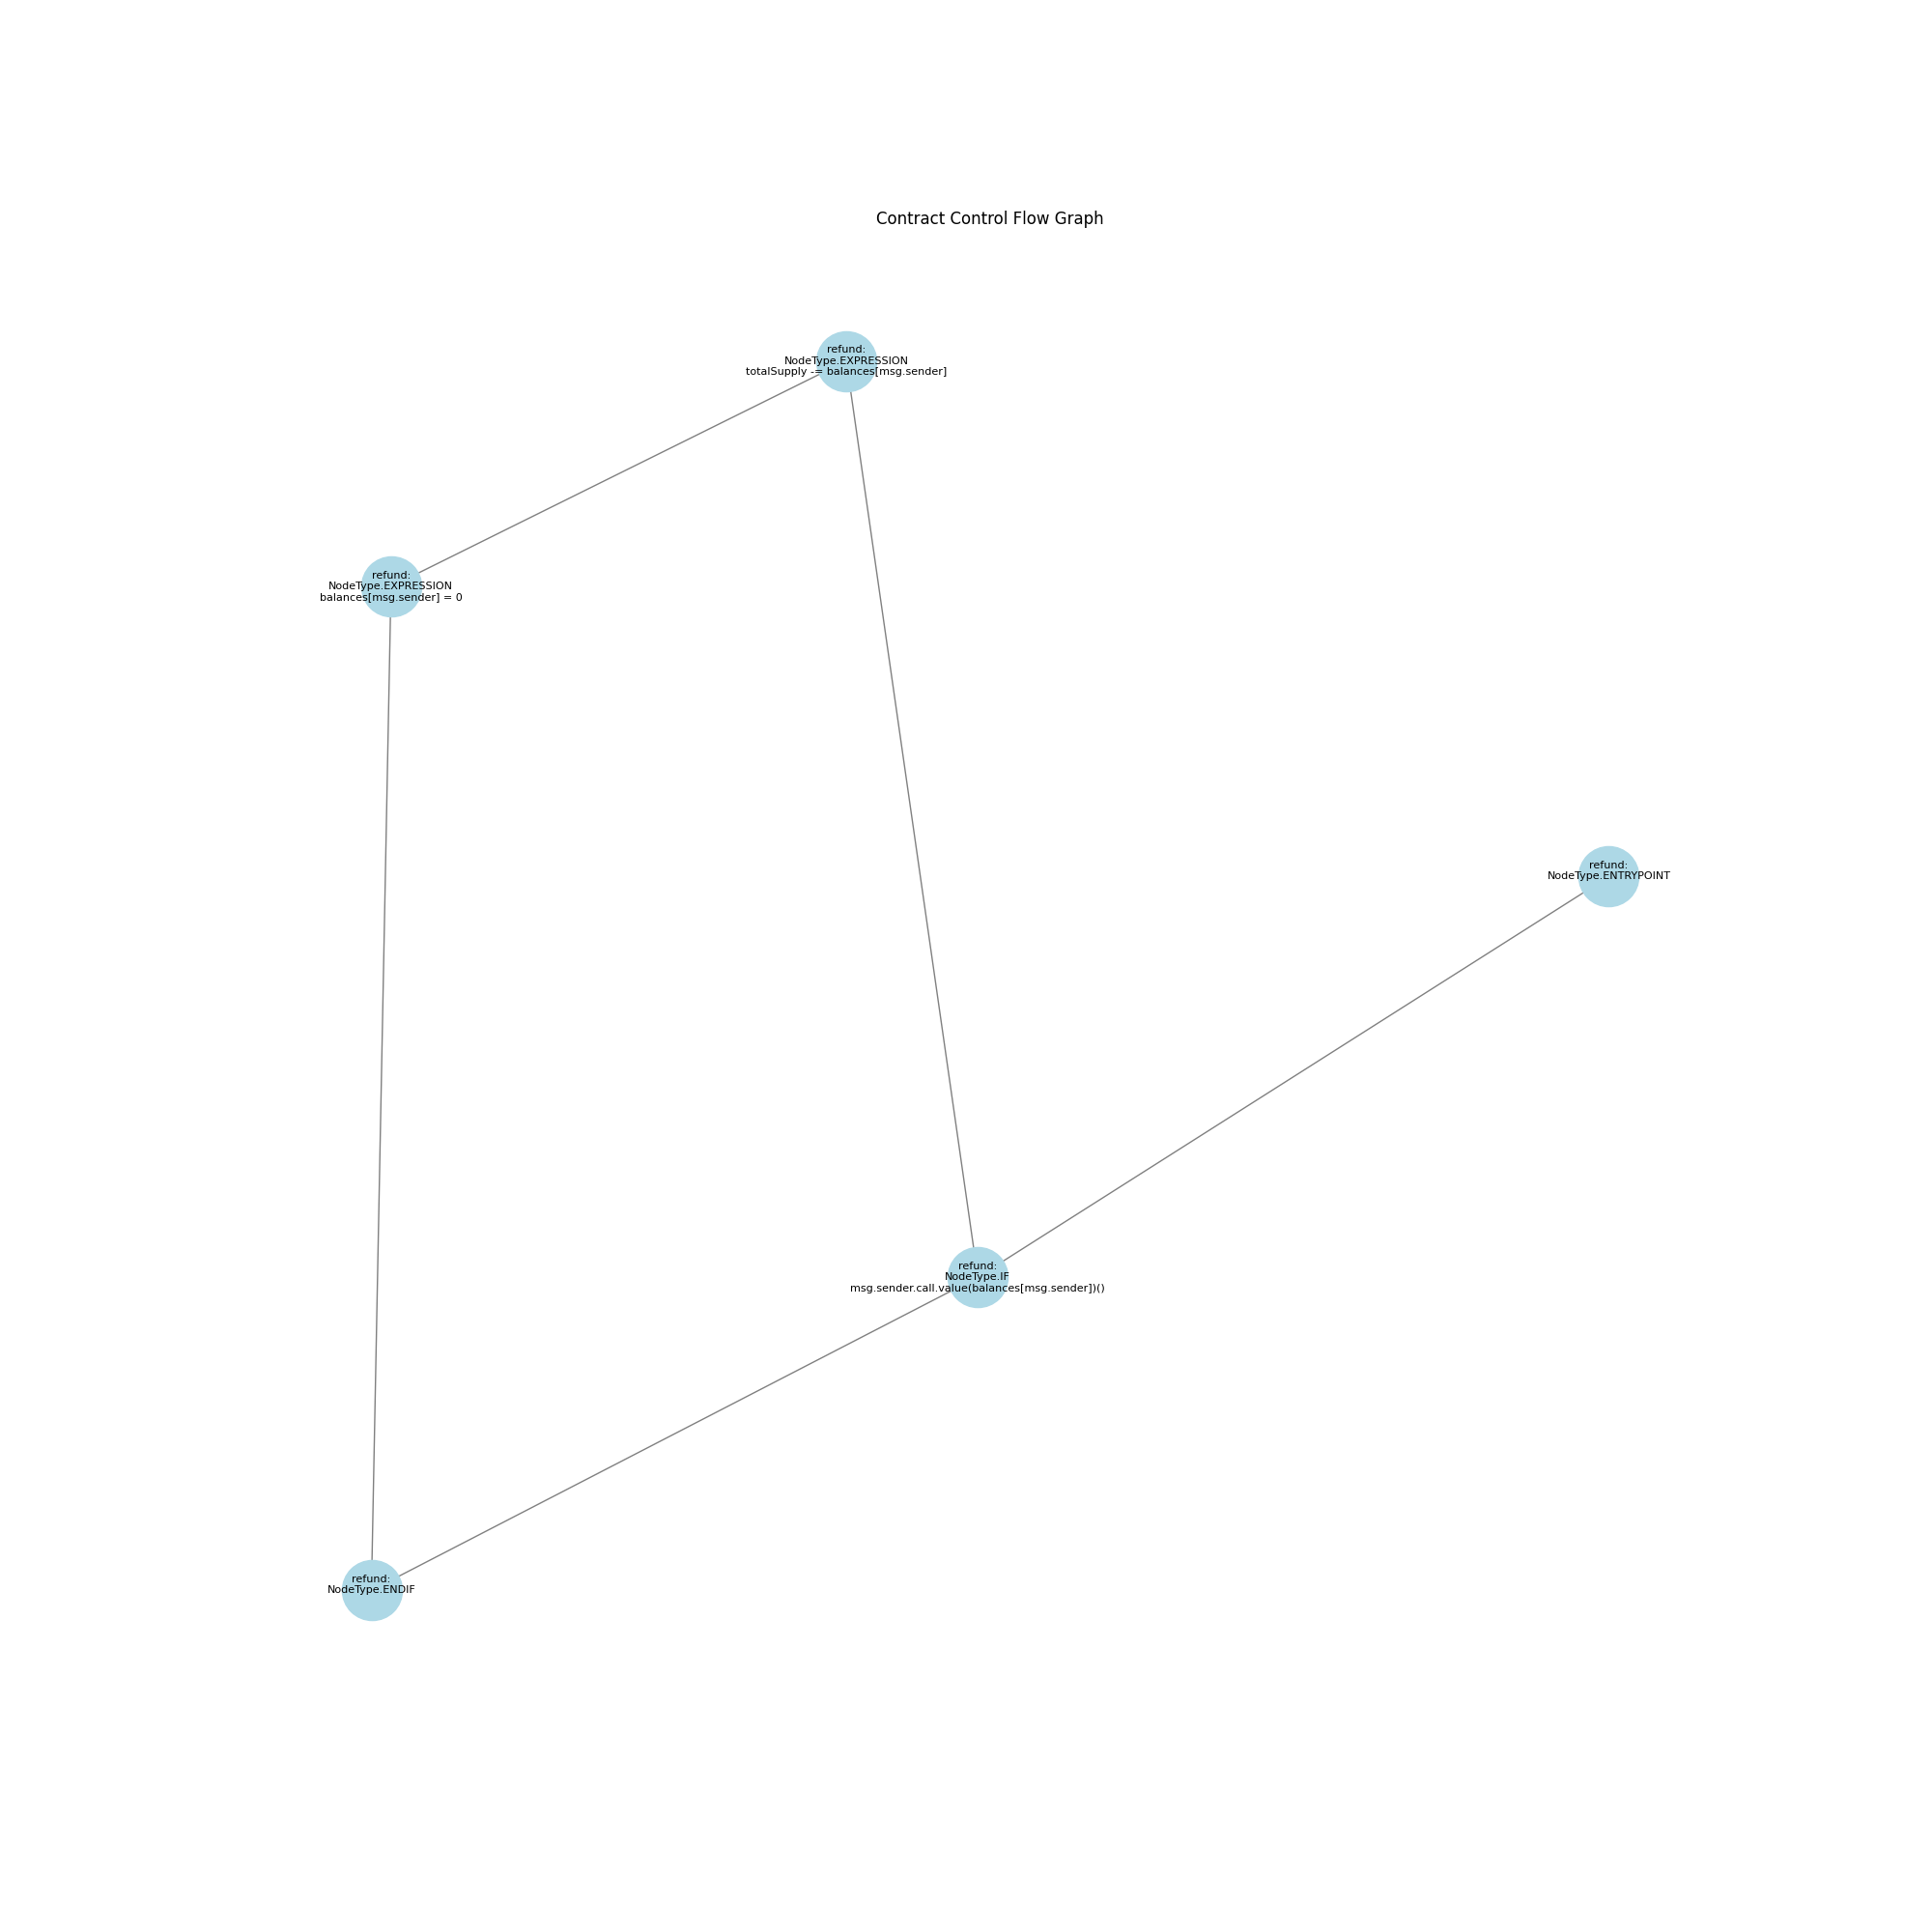 Contract Control Flow Graph
refund:
NodeType.EXPRESSION
totalSupply -= balances[msg.sender]
refund:
NodeType.EXPRESSION
balances[msg.sender] = 0
refund:
NodeType.ENTRYPOINT
refund:
NodeType.IF
msg.sender.call.value(balances[msg.sender])()
refund:
NodeType.ENDIF